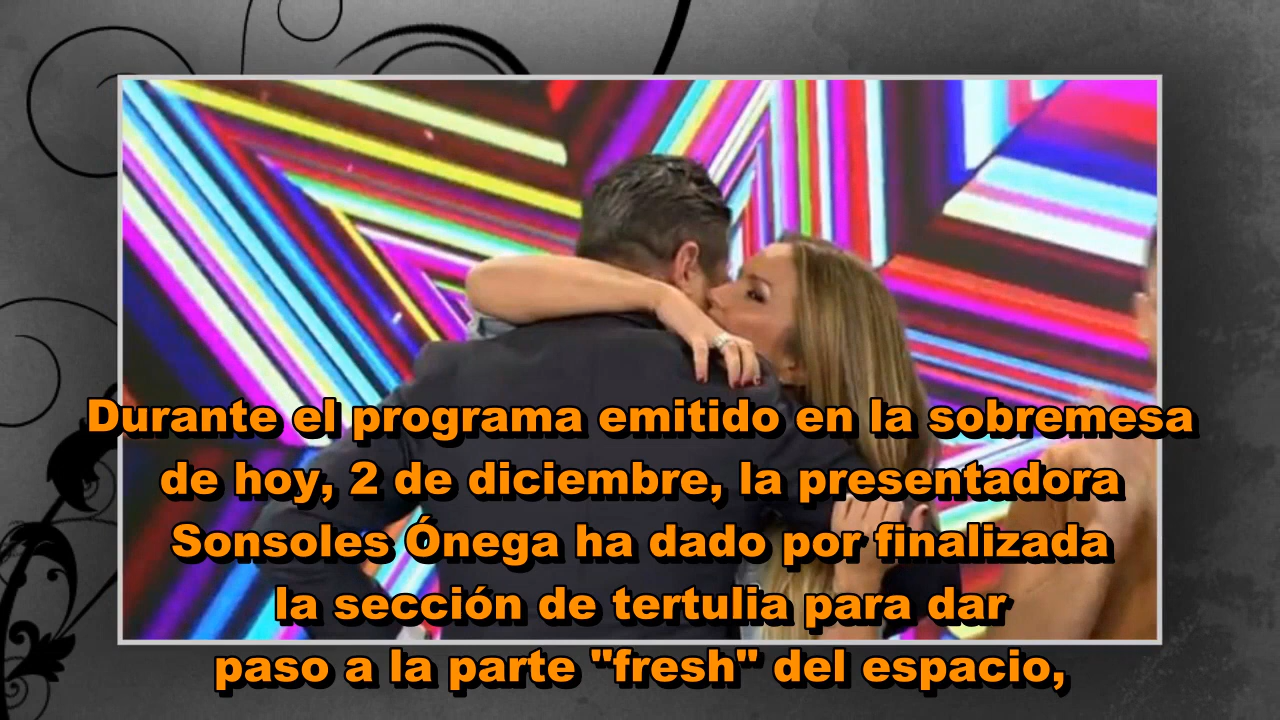 Durante el programa emitido en la sobremesa
de hoy, 2 de diciembre, la presentadora
Sonsoles Ónega ha dado por finalizada
la sección de tertulia para dar
paso a la parte "fresh" del espacio,